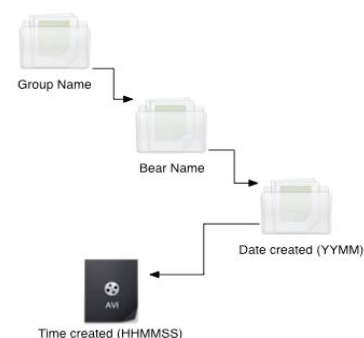 Group Name
Bear Name
Date created (YYMM)
AVI
Time created (HHMMSS)